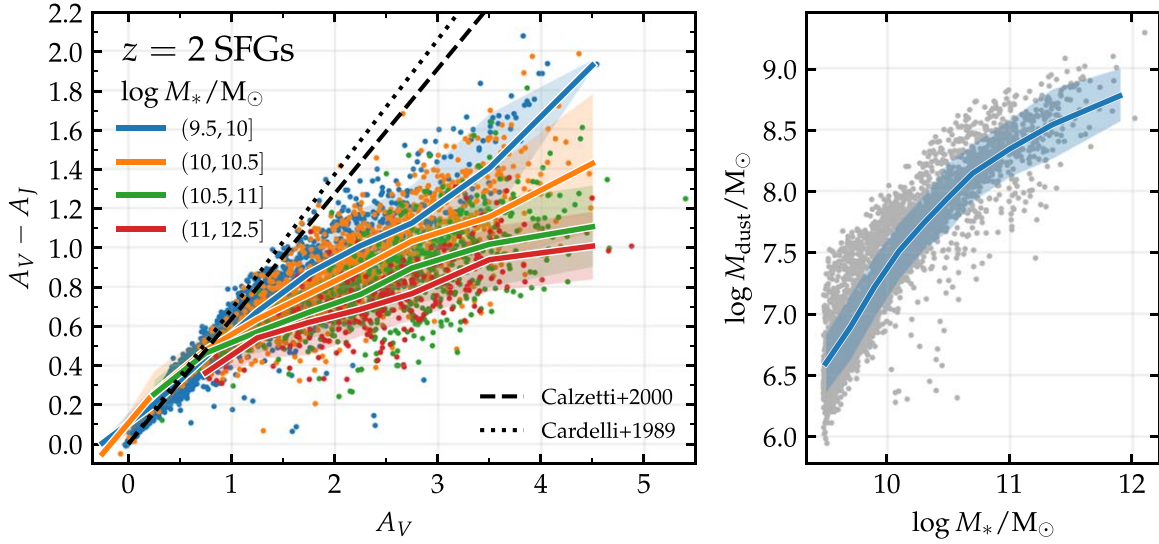 z = 2 SFGs
log M*/M⊙
(9.5, 10]
(10, 10.5]
(10.5, 11]
(11, 12.5]
Calzetti+2000
Cardelli+1989
2.2
2.0
1.8
1.6
1.4
1.2
1.0
0.8
0.6
0.4
0.2
0.0
A_V − A_J
0 1 2 3 4 5
A_V
9.0
8.5
8.0
7.5
7.0
6.5
6.0
log M_dust/M⊙
10 11 12
log M*/M⊙